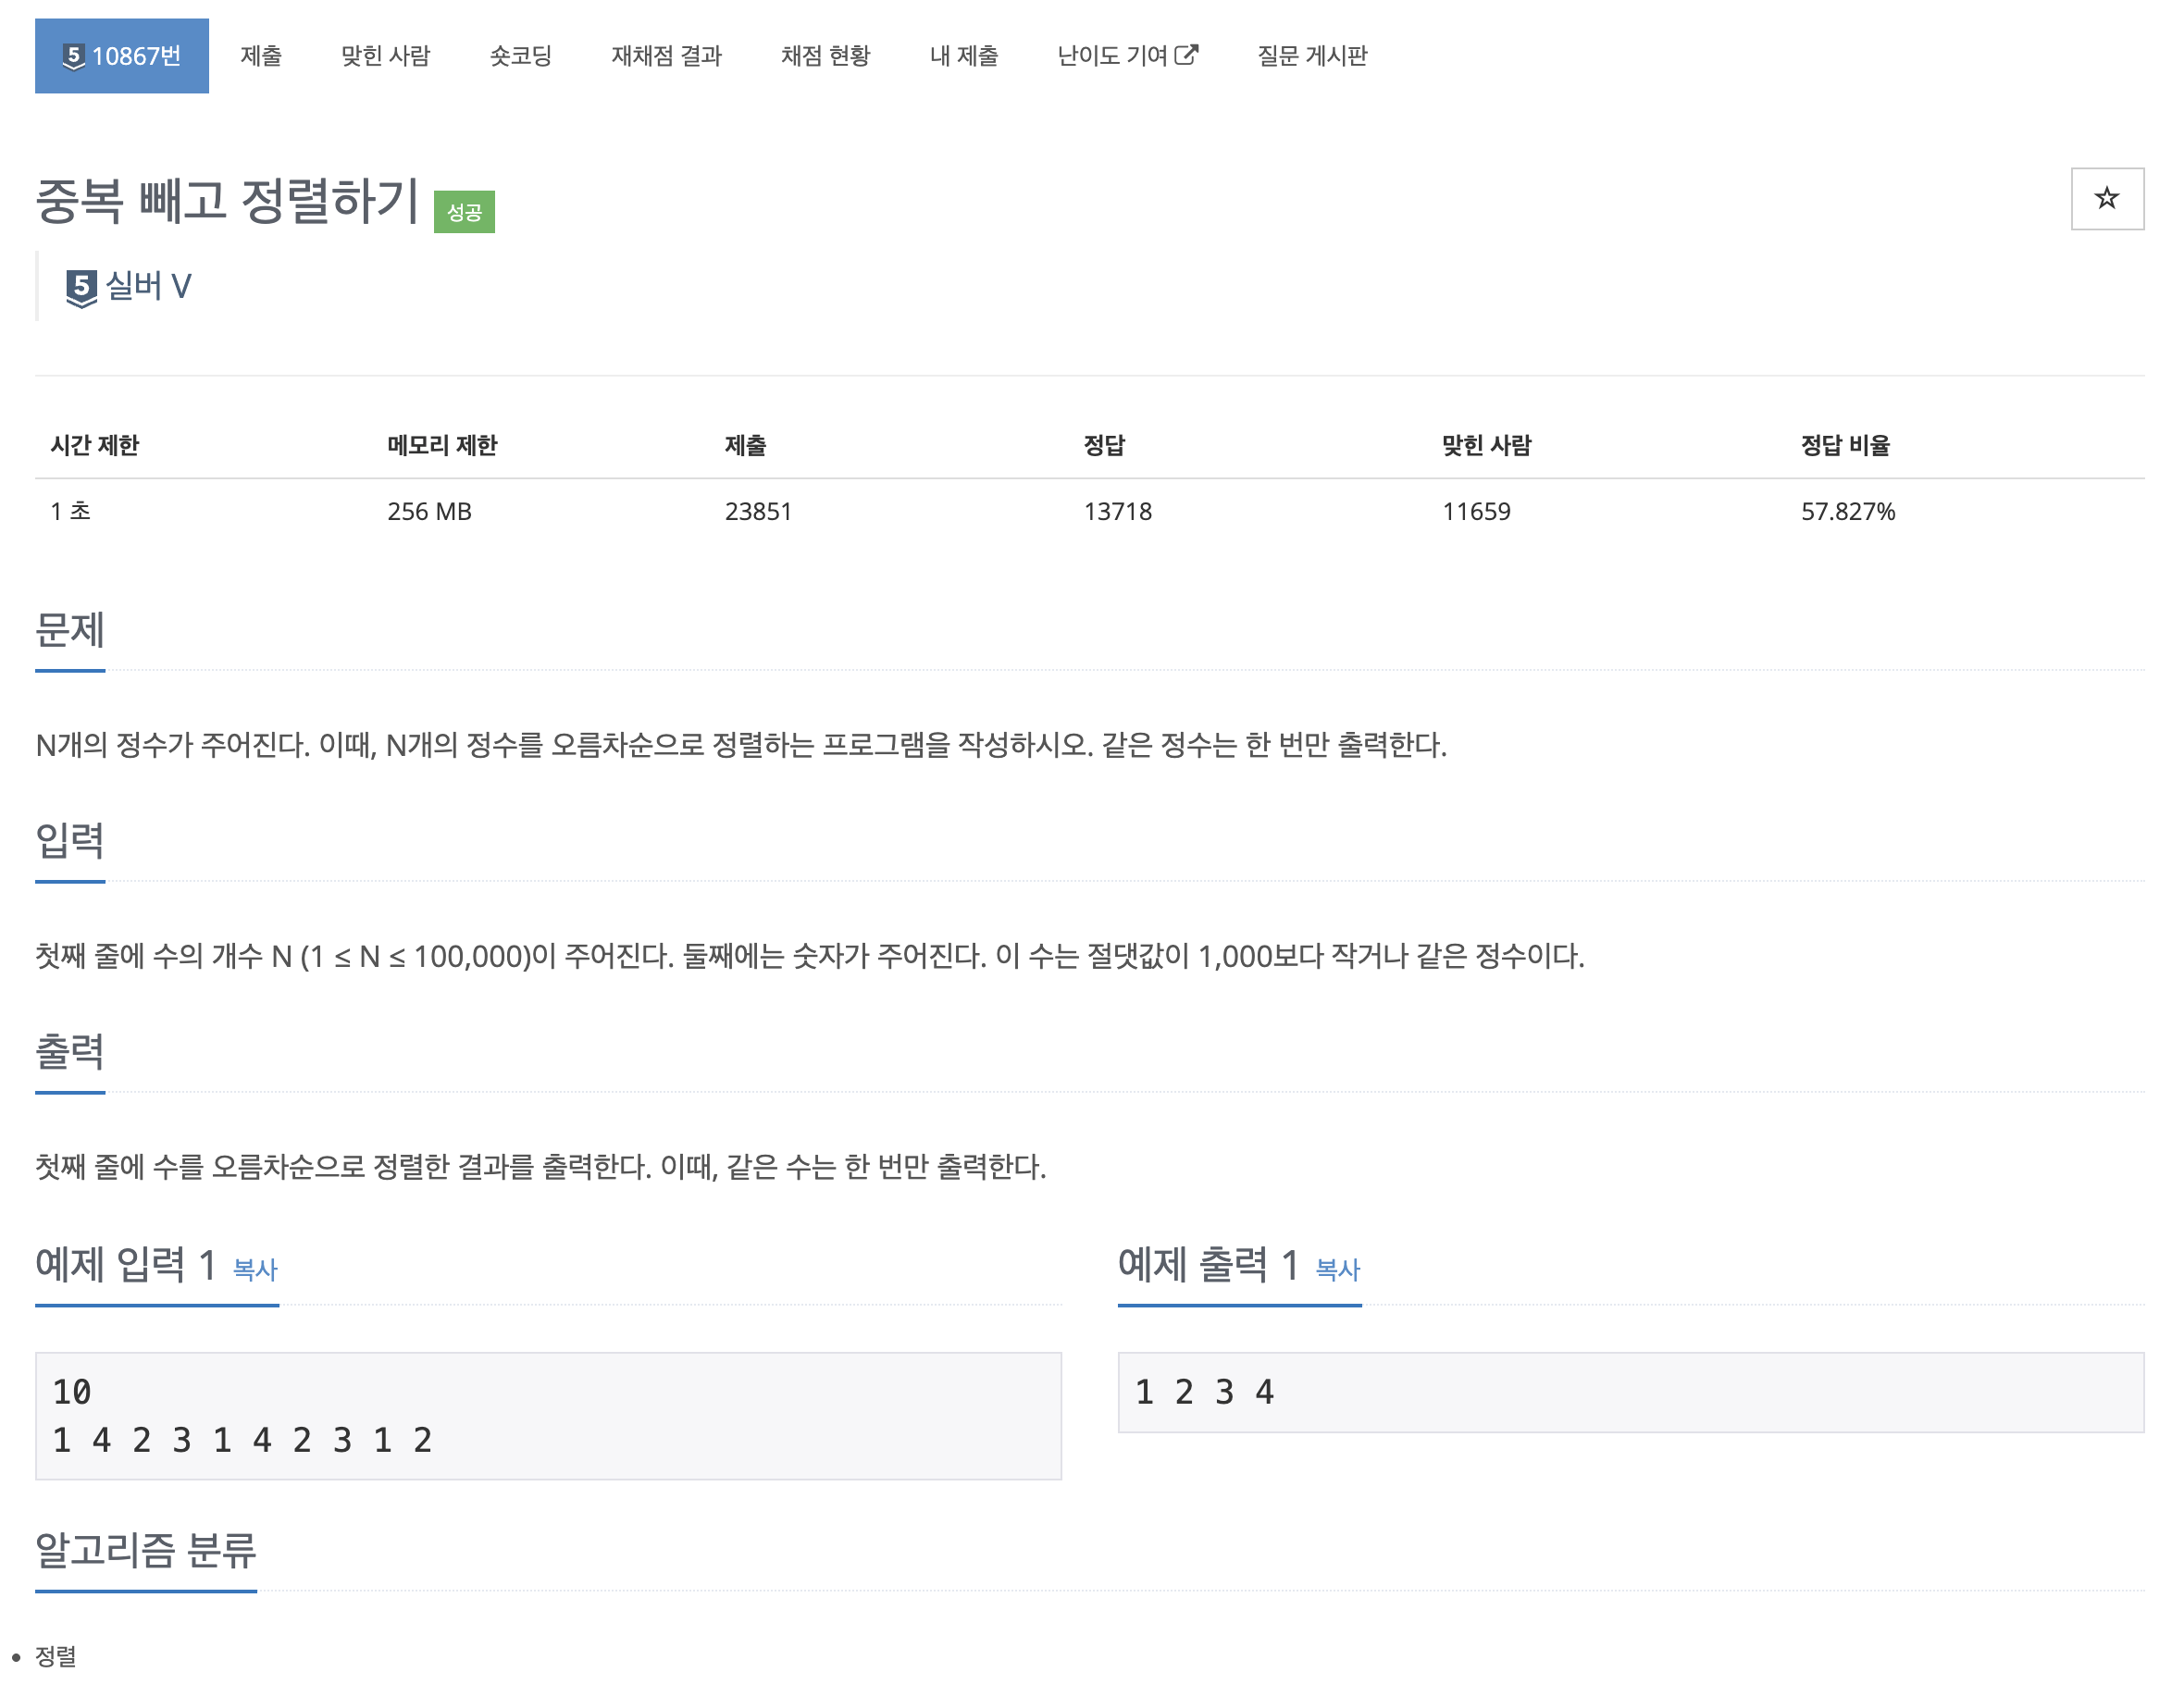 5 10867번 제출 맞힌 사람 숏코딩 재채점 결과 채점 현황 내 제출 난이도 기여 질문 게시판
중복 빼고 정렬하기 성공
5 실버 V
시간 제한 메모리 제한 제출 정답 맞힌 사람 정답 비율
1 초 256 MB 23851 13718 11659 57.827%
문제
N개의 정수가 주어진다. 이때, N개의 정수를 오름차순으로 정렬하는 프로그램을 작성하시오. 같은 정수는 한 번만 출력한다.
입력
첫째 줄에 수의 개수 N (1 ≤ N ≤ 100,000)이 주어진다. 둘째에는 숫자가 주어진다. 이 수는 절댓값이 1,000보다 작거나 같은 정수이다.
출력
첫째 줄에 수를 오름차순으로 정렬한 결과를 출력한다. 이때, 같은 수는 한 번만 출력한다.
예제 입력 1 복사
10
1 4 2 3 1 4 2 3 1 2
예제 출력 1 복사
1 2 3 4
알고리즘 분류
• 정렬